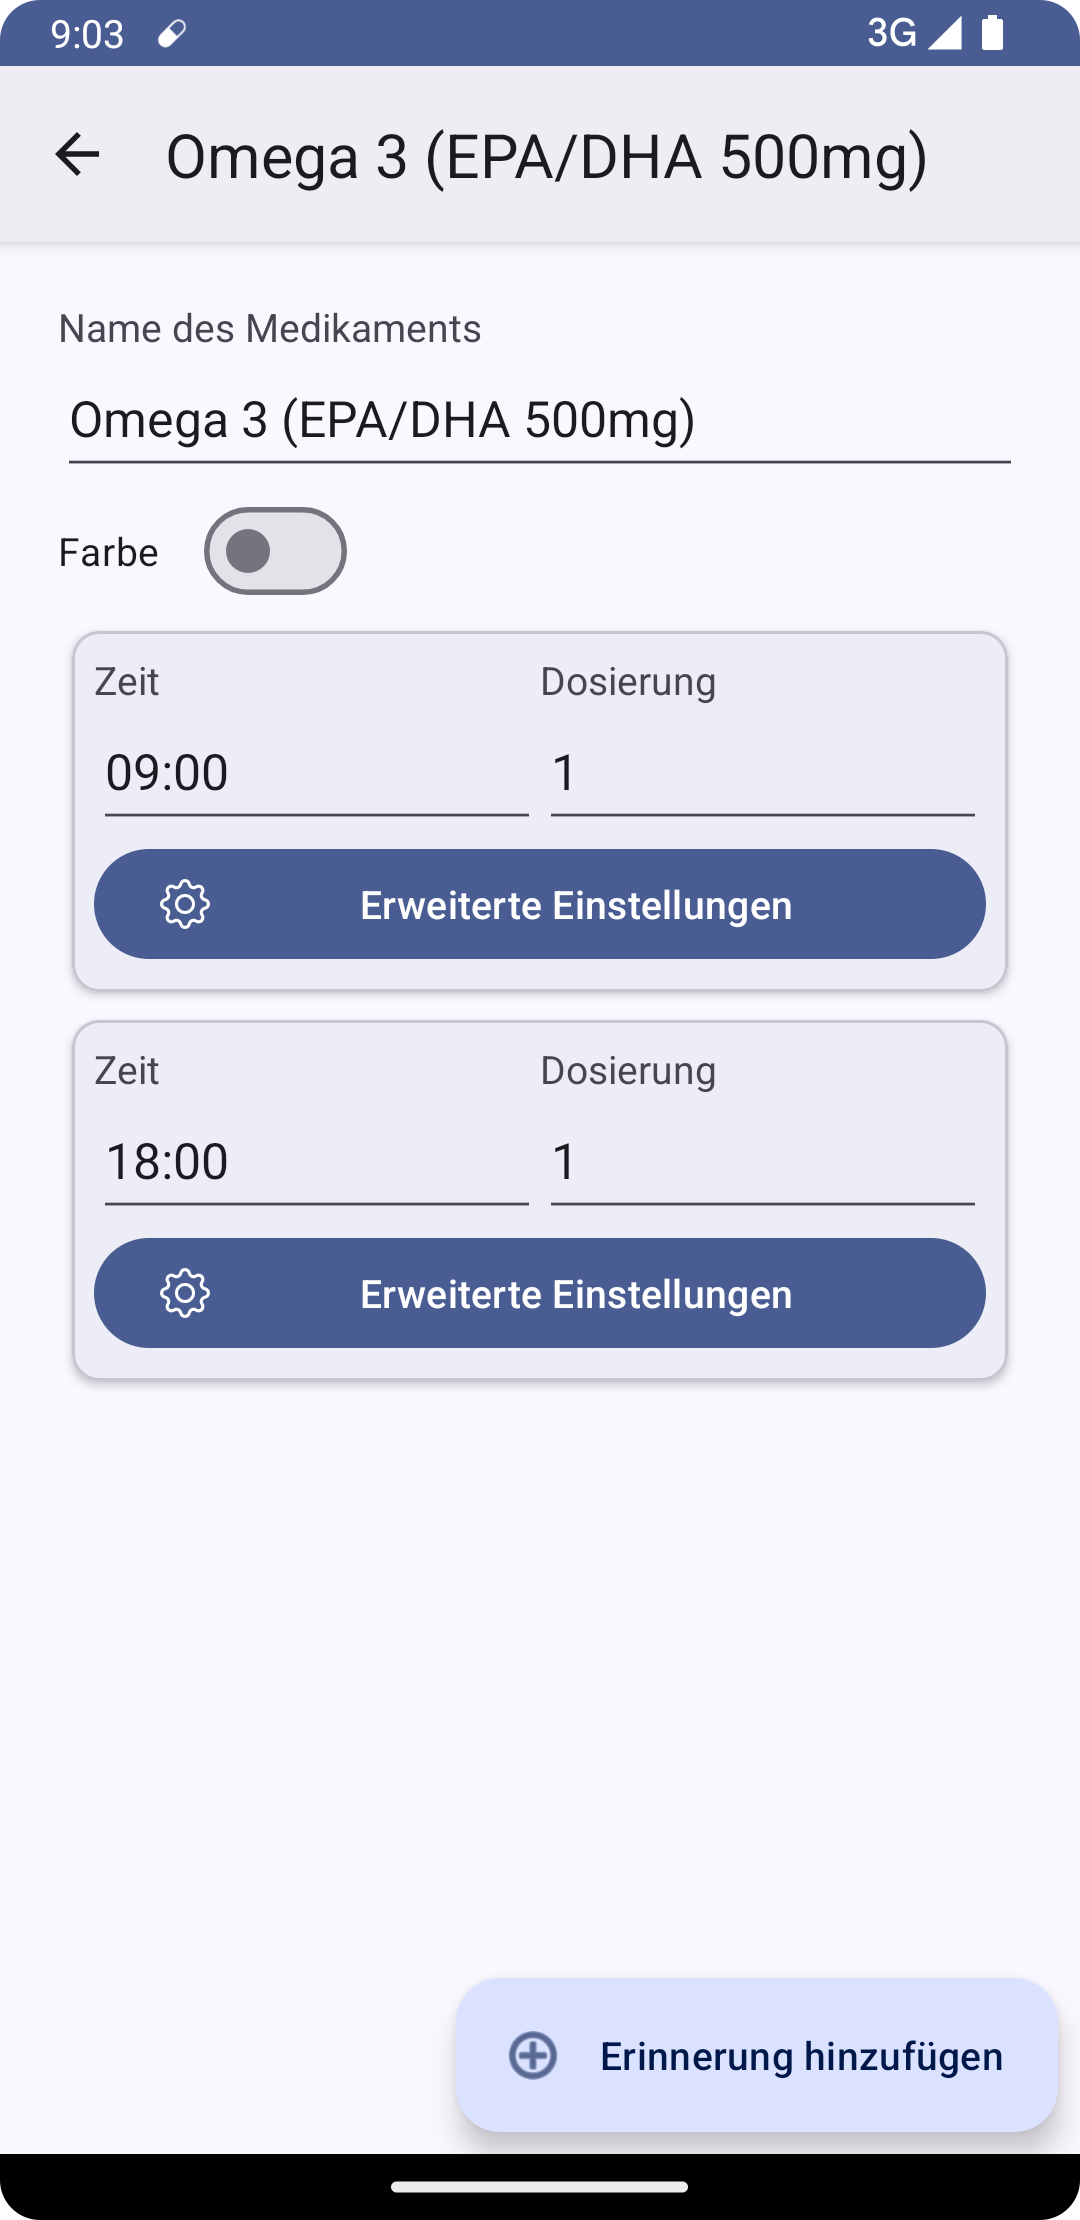 9:03 3G
Omega 3 (EPA/DHA 500mg)
Name des Medikaments
Omega 3 (EPA/DHA 500mg)
Farbe
Zeit Dosierung
09:00 1
Erweiterte Einstellungen
Zeit Dosierung
18:00 1
Erweiterte Einstellungen
Erinnerung hinzufügen